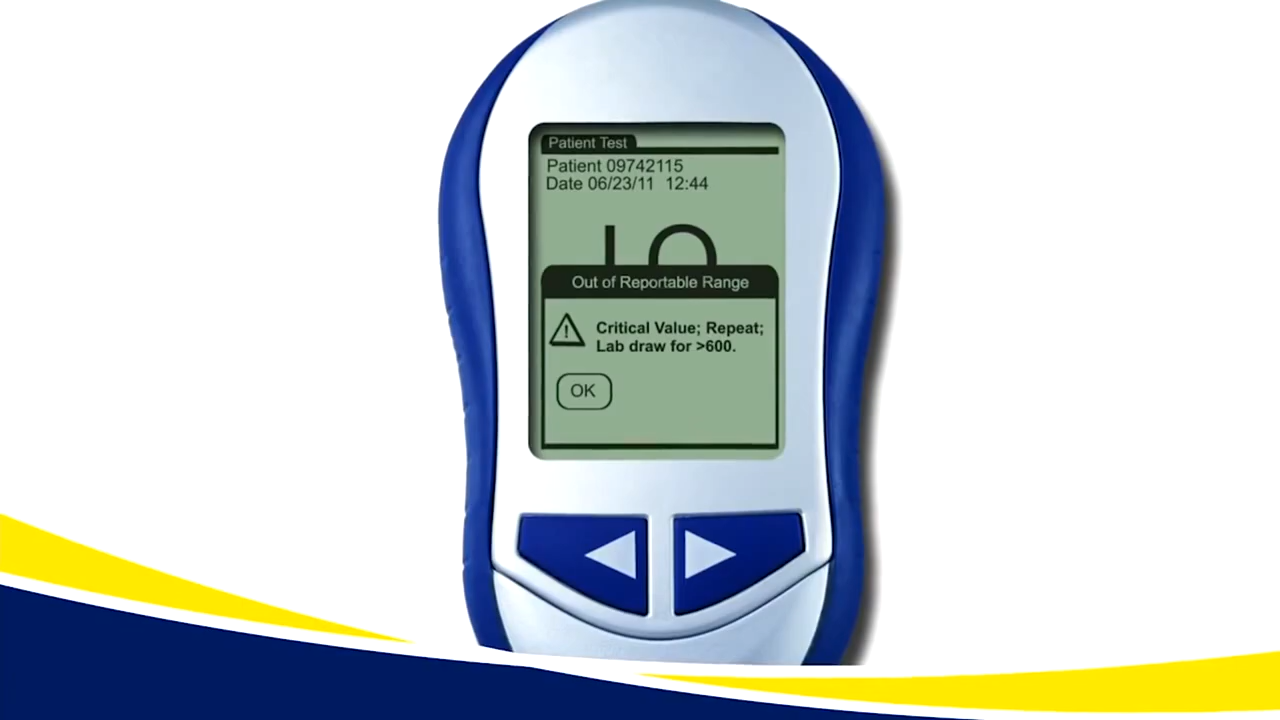 Patient Test
Patient 09742115
Date 06/23/11 12:44
Out of Reportable Range
Critical Value; Repeat;
Lab draw for >600.
OK